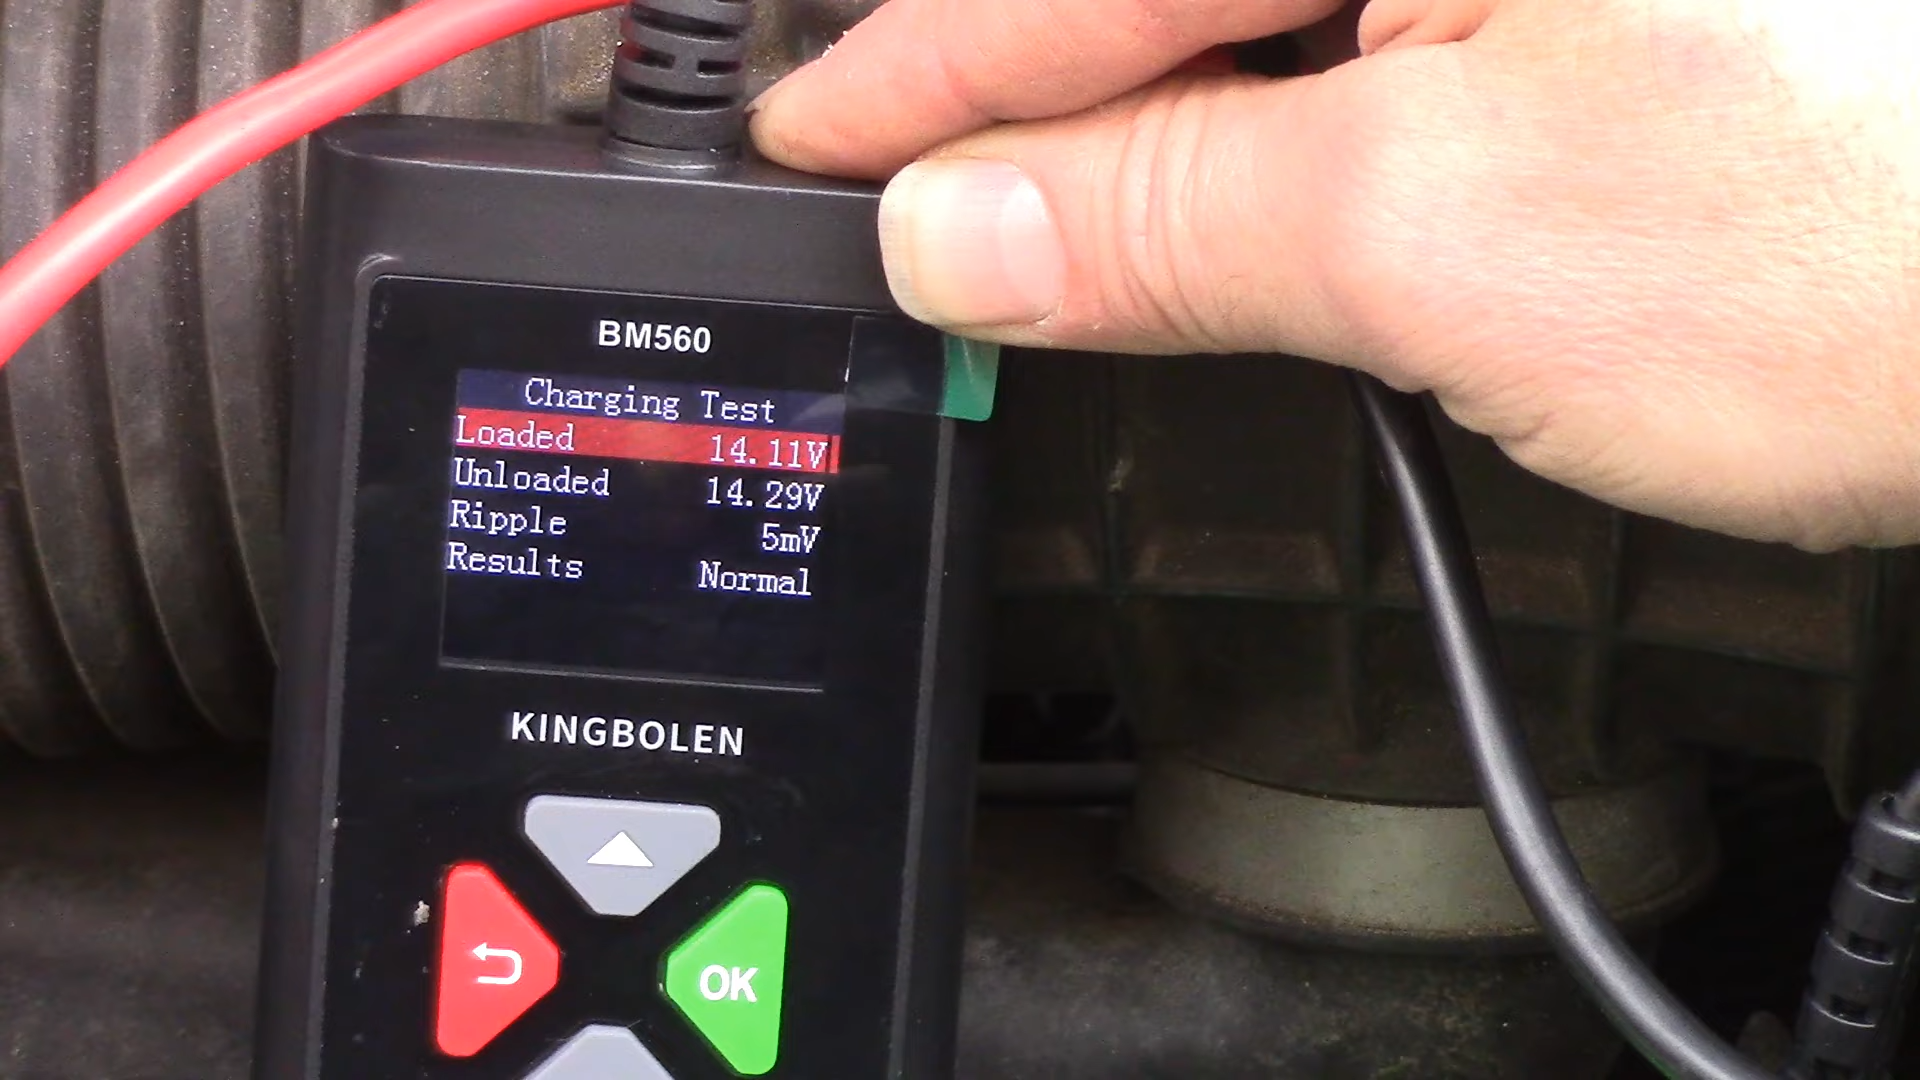 BM560
Charging Test
Loaded 14.11V
Unloaded 14.29V
Ripple 5mV
Results Normal
KINGBOLEN
OK